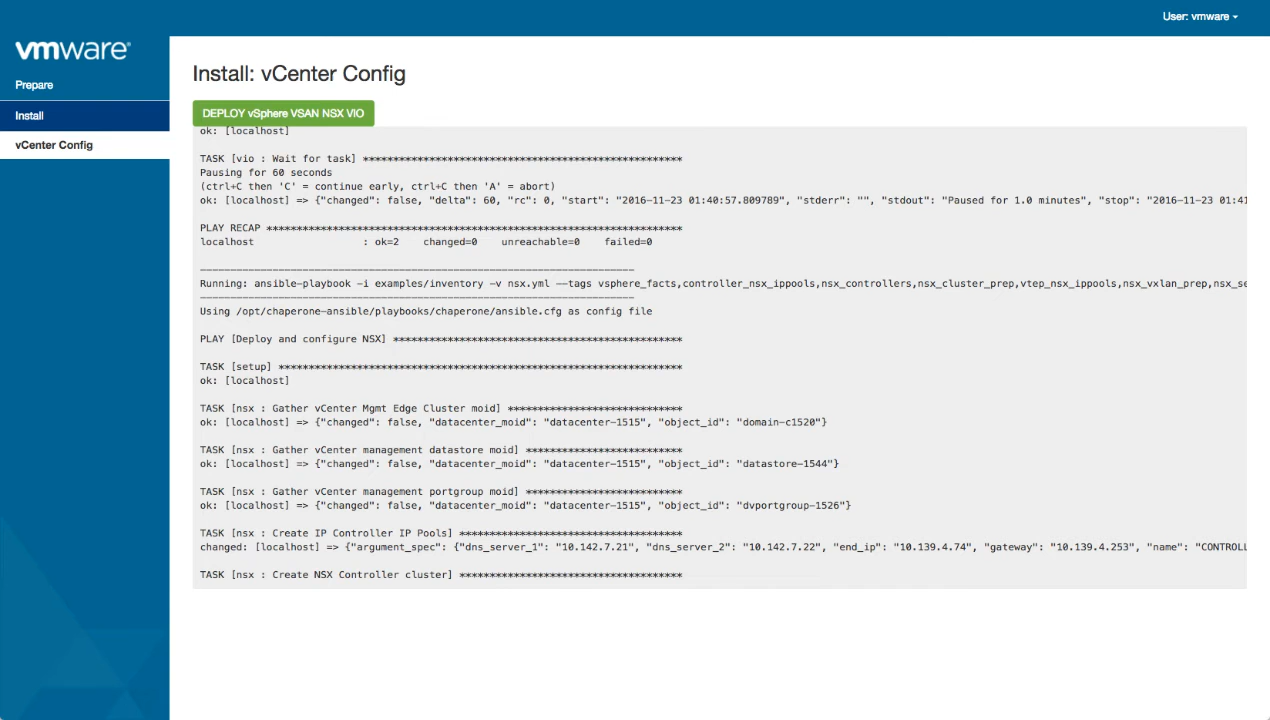 User: vmware
vmware®
Prepare
Install
vCenter Config
Install: vCenter Config
DEPLOY vSphere VSAN NSX VIO
ok: [localhost]
TASK [vio : Wait for task] *****************************************************
Pausing for 60 seconds
(ctrl+C then 'C' = continue early, ctrl+C then 'A' = abort)
ok: [localhost] => {"changed": false, "delta": 60, "rc": 0, "start": "2016-11-23 01:40:57.809789", "stderr": "", "stdout": "Paused for 1.0 minutes", "stop": "2016-11-23 01:41
PLAY RECAP *********************************************************************
localhost                  : ok=2    changed=0    unreachable=0    failed=0
________________________________________________________________________
Running: ansible-playbook -i examples/inventory -v nsx.yml --tags vsphere_facts,controller_nsx_ippools,nsx_controllers,nsx_cluster_prep,vtep_nsx_ippools,nsx_vxlan_prep,nsx_se
________________________________________________________________________
Using /opt/chaperone-ansible/playbooks/chaperone/ansible.cfg as config file
PLAY [Deploy and configure NSX] ************************************************
TASK [setup] *******************************************************************
ok: [localhost]
TASK [nsx : Gather vCenter Mgmt Edge Cluster moid] *****************************
ok: [localhost] => {"changed": false, "datacenter_moid": "datacenter-1515", "object_id": "domain-c1520"}
TASK [nsx : Gather vCenter management datastore moid] **************************
ok: [localhost] => {"changed": false, "datacenter_moid": "datacenter-1515", "object_id": "datastore-1544"}
TASK [nsx : Gather vCenter management portgroup moid] **************************
ok: [localhost] => {"changed": false, "datacenter_moid": "datacenter-1515", "object_id": "dvportgroup-1526"}
TASK [nsx : Create IP Controller IP Pools] *************************************
changed: [localhost] => {"argument_spec": {"dns_server_1": "10.142.7.21", "dns_server_2": "10.142.7.22", "end_ip": "10.139.4.74", "gateway": "10.139.4.253", "name": "CONTROLL
TASK [nsx : Create NSX Controller cluster] *************************************